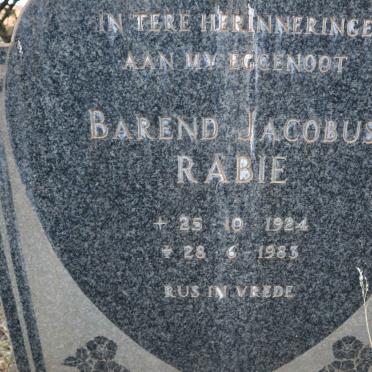 IN TERE HERINNERINGE
AAN MY EGGENOOT
BAREND JACOBUS
RABIE
+ 25-10-1924
+ 28-6-1983
RUS IN VREDE